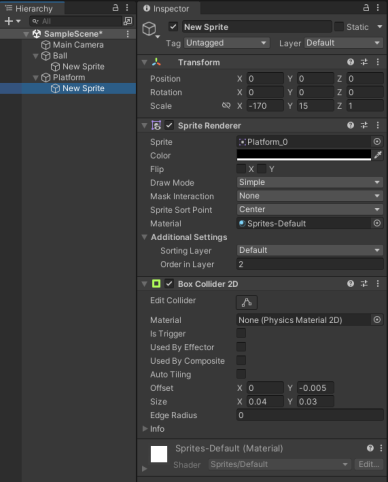 Hierarchy
All
SampleScene*
Main Camera
Ball
New Sprite
Platform
New Sprite
Inspector
New Sprite
Static
Tag Untagged Layer Default
Transform
Position X 0 Y 0 Z 0
Rotation X 0 Y 0 Z 0
Scale X -170 Y 15 Z 1
Sprite Renderer
Sprite Platform_0
Color
Flip X Y
Draw Mode Simple
Mask Interaction None
Sprite Sort Point Center
Material Sprites-Default
Additional Settings
Sorting Layer Default
Order in Layer 2
Box Collider 2D
Edit Collider
Material None (Physics Material 2D)
Is Trigger
Used By Effector
Used By Composite
Auto Tiling
Offset X 0 Y -0.005
Size X 0.04 Y 0.03
Edge Radius 0
Info
Sprites-Default (Material)
Shader Sprites/Default Edit...